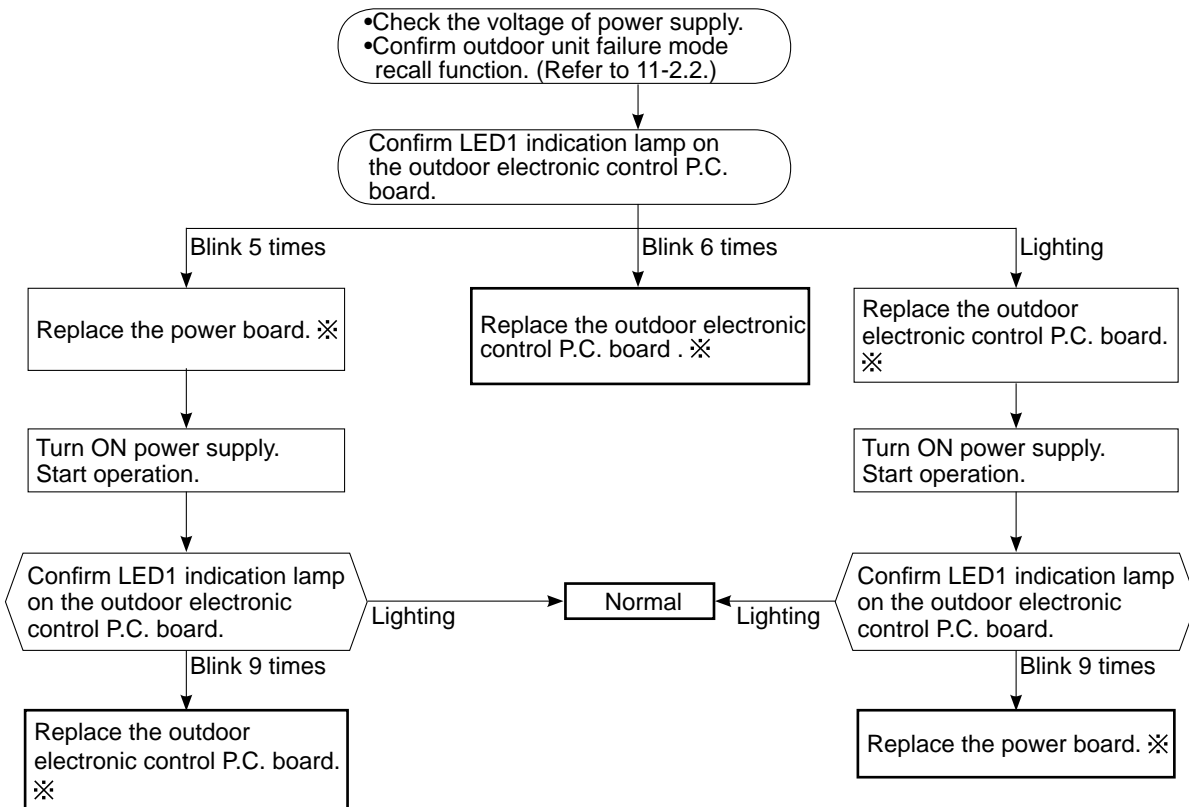 •Check the voltage of power supply.
•Confirm outdoor unit failure mode
recall function. (Refer to 11-2.2.)
Confirm LED1 indication lamp on
the outdoor electronic control P.C.
board.
Blink 5 times
Blink 6 times
Lighting
Replace the power board. ※
Replace the outdoor electronic
control P.C. board . ※
Replace the outdoor
electronic control P.C. board.
※
Turn ON power supply.
Start operation.
Turn ON power supply.
Start operation.
Confirm LED1 indication lamp
on the outdoor electronic
control P.C. board.
Lighting
Normal
Lighting
Confirm LED1 indication lamp
on the outdoor electronic
control P.C. board.
Blink 9 times
Blink 9 times
Replace the outdoor
electronic control P.C. board.
※
Replace the power board. ※